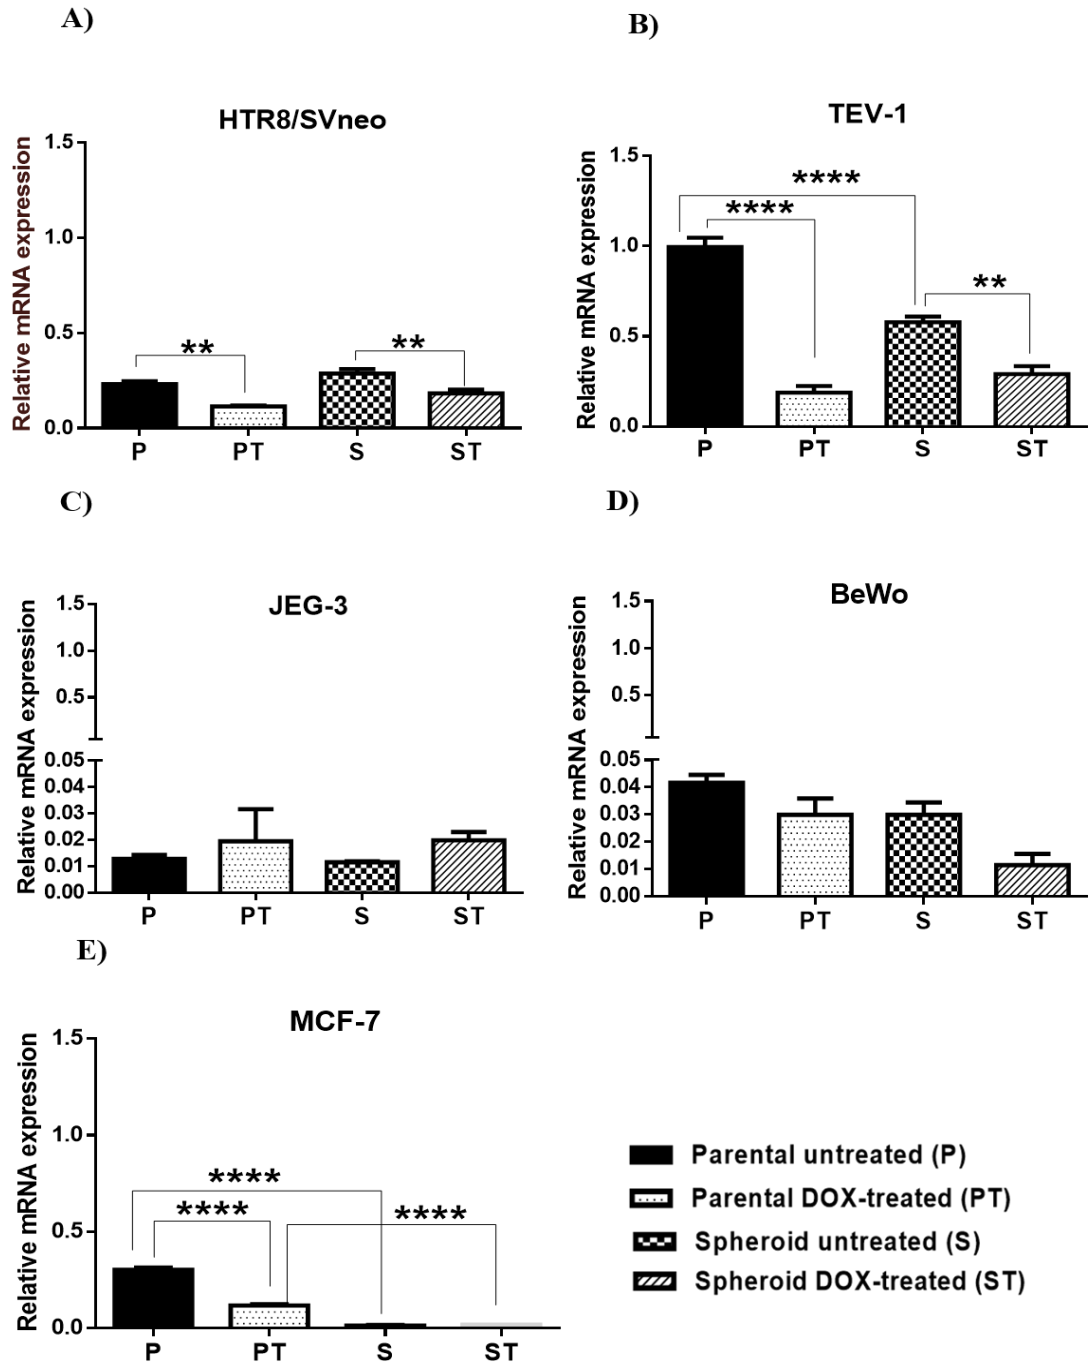 A)
HTR8/SVneo
Relative mRNA expression
1.5
1.0
0.5
0.0
**
**
P PT S ST
B)
TEV-1
Relative mRNA expression
1.5
1.0
0.5
0.0
****
****
**
P PT S ST
C)
JEG-3
Relative mRNA expression
1.5
1.0
0.5
0.05
0.04
0.03
0.02
0.01
0.00
P PT S ST
D)
BeWo
Relative mRNA expression
1.5
1.0
0.5
0.05
0.04
0.03
0.02
0.01
0.00
P PT S ST
E)
MCF-7
Relative mRNA expression
1.5
1.0
0.5
0.0
****
****
****
P PT S ST
Parental untreated (P)
Parental DOX-treated (PT)
Spheroid untreated (S)
Spheroid DOX-treated (ST)